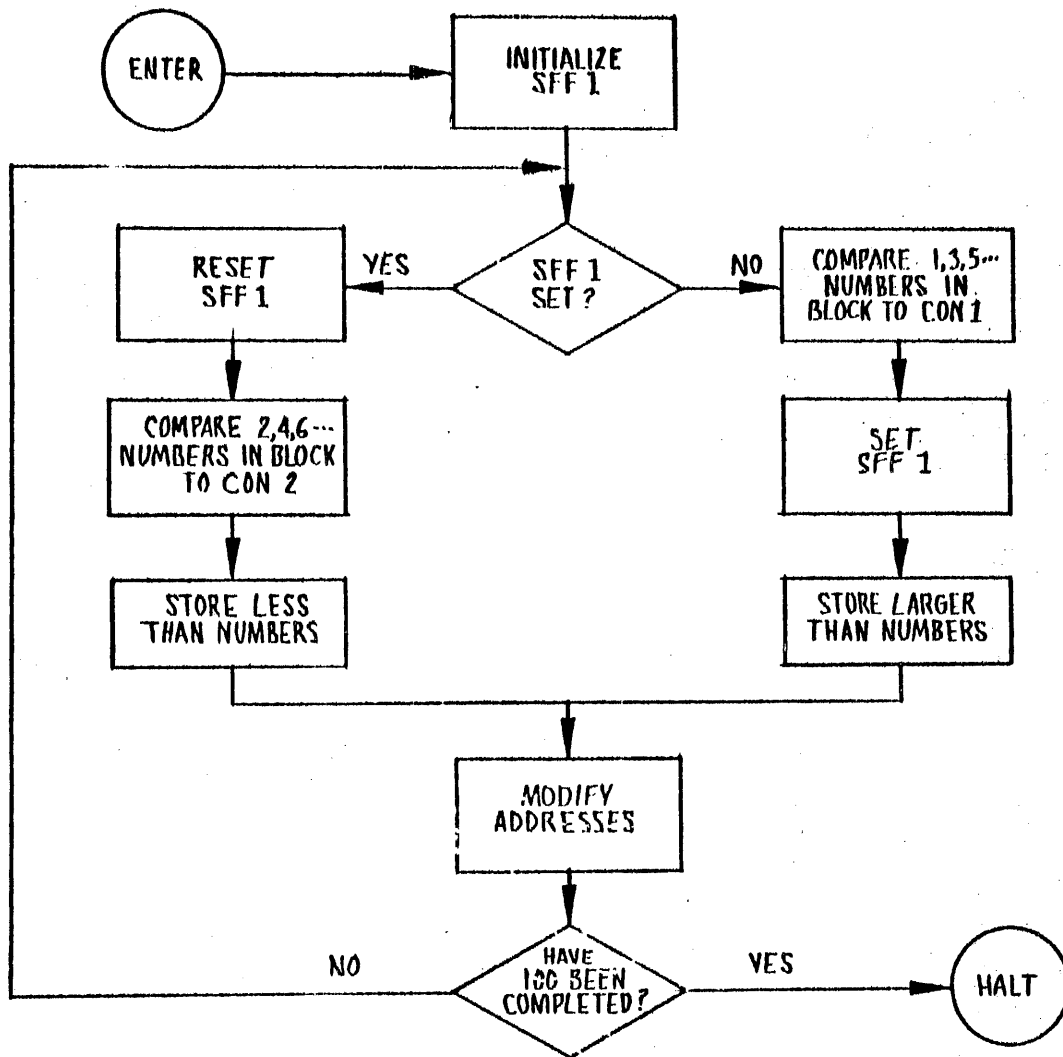 ENTER
INITIALIZE
SFF 1
RESET
SFF 1
YES
SFF 1
SET ?
NO
COMPARE 1,3,5...
NUMBERS IN
BLOCK TO CON 1
COMPARE 2,4,6...
NUMBERS IN BLOCK
TO CON 2
SET
SFF 1
STORE LESS
THAN NUMBERS
STORE LARGER
THAN NUMBERS
MODIFY
ADDRESSES
NO
HAVE
100 BEEN
COMPLETED?
YES
HALT